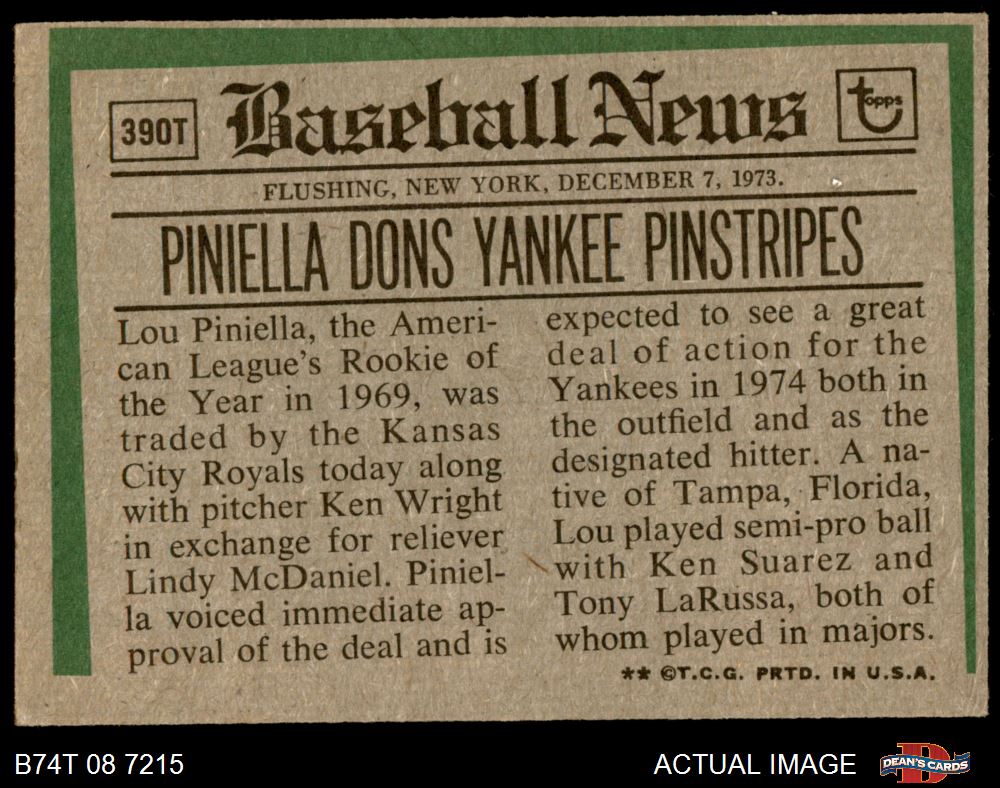 390T
Baseball News
topps
FLUSHING, NEW YORK, DECEMBER 7, 1973.
PINIELLA DONS YANKEE PINSTRIPES
Lou Piniella, the Ameri-
can League's Rookie of
the Year in 1969, was
traded by the Kansas
City Royals today along
with pitcher Ken Wright
in exchange for reliever
Lindy McDaniel. Piniel-
la voiced immediate ap-
proval of the deal and is
expected to see a great
deal of action for the
Yankees in 1974 both in
the outfield and as the
designated hitter. A na-
tive of Tampa, Florida,
Lou played semi-pro ball
with Ken Suarez and
Tony LaRussa, both of
whom played in majors.
** ©T.C.G. PRTD. IN U.S.A.
B74T 08 7215
ACTUAL IMAGE
D
DEAN'S CARDS